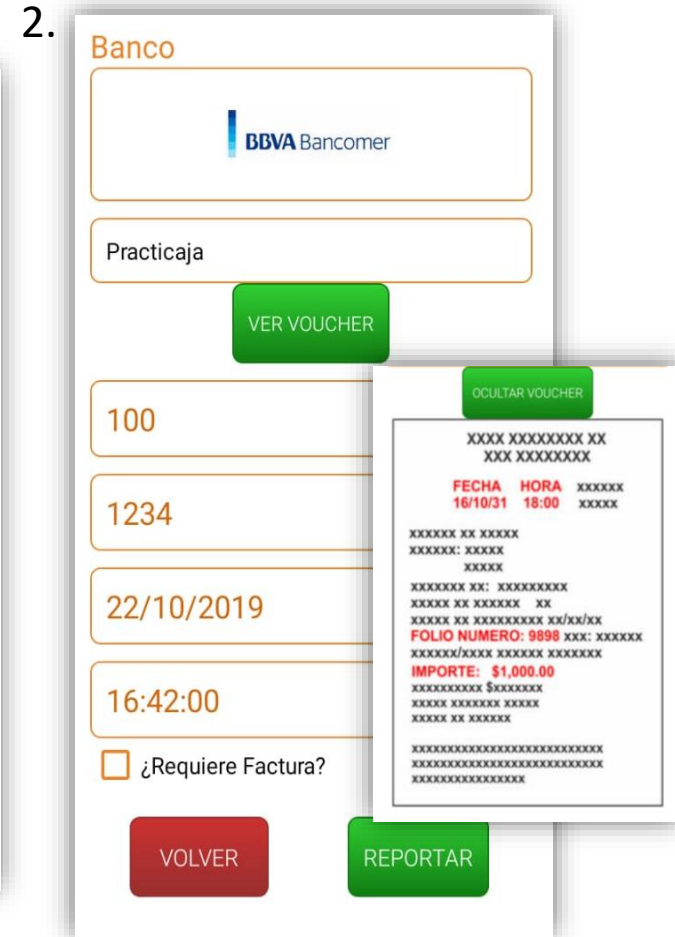 2.
Banco
BBVA Bancomer
Practicaja
VER VOUCHER
100
1234
22/10/2019
16:42:00
¿Requiere Factura?
VOLVER
REPORTAR
OCULTAR VOUCHER
XXXX XXXXXXXX XX
XXX XXXXXXXX
FECHA HORA xxxxxx
16/10/31 18:00 xxxxx
xxxxxx xx xxxxx
xxxxxx: xxxxx
xxxxx
xxxxxxx xx: xxxxxxxxx
xxxxx xx xxxxxx xx
xxxxx xx xxxxxxxxx xx/xx/xx
FOLIO NUMERO: 9898 xxx: xxxxxx
xxxxxx/xxxx xxxxxx xxxxxxx
IMPORTE: $1,000.00
xxxxxxxxxx $xxxxxxx
xxxxx xxxxxxx xxxxx
xxxxx xx xxxxxx
xxxxxxxxxxxxxxxxxxxxxxxxxxx
xxxxxxxxxxxxxxxxxxxxxxxxxxx
xxxxxxxxxxxxxxxx